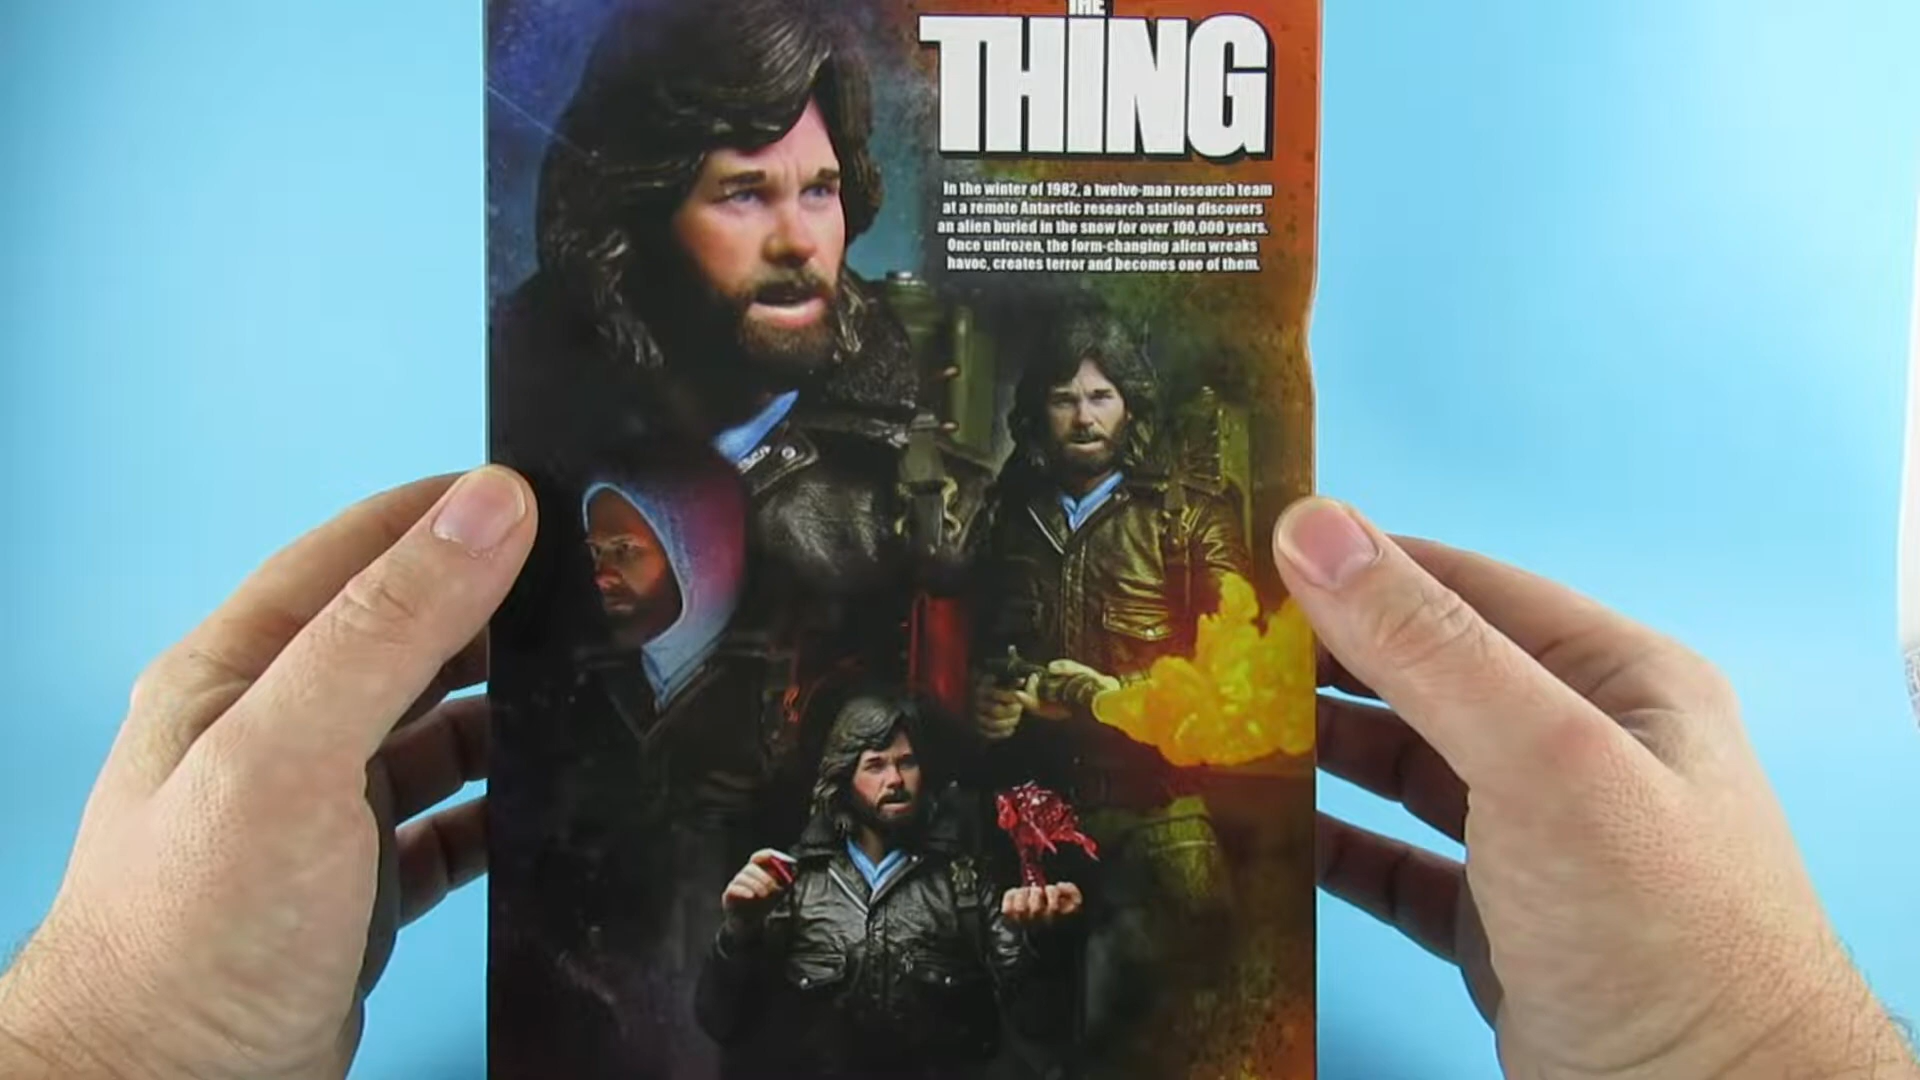 THE
THING
In the winter of 1982, a twelve-man research team
at a remote Antarctic research station discovers
an alien buried in the snow for over 100,000 years.
Once unfrozen, the form-changing alien wreaks
havoc, creates terror and becomes one of them.